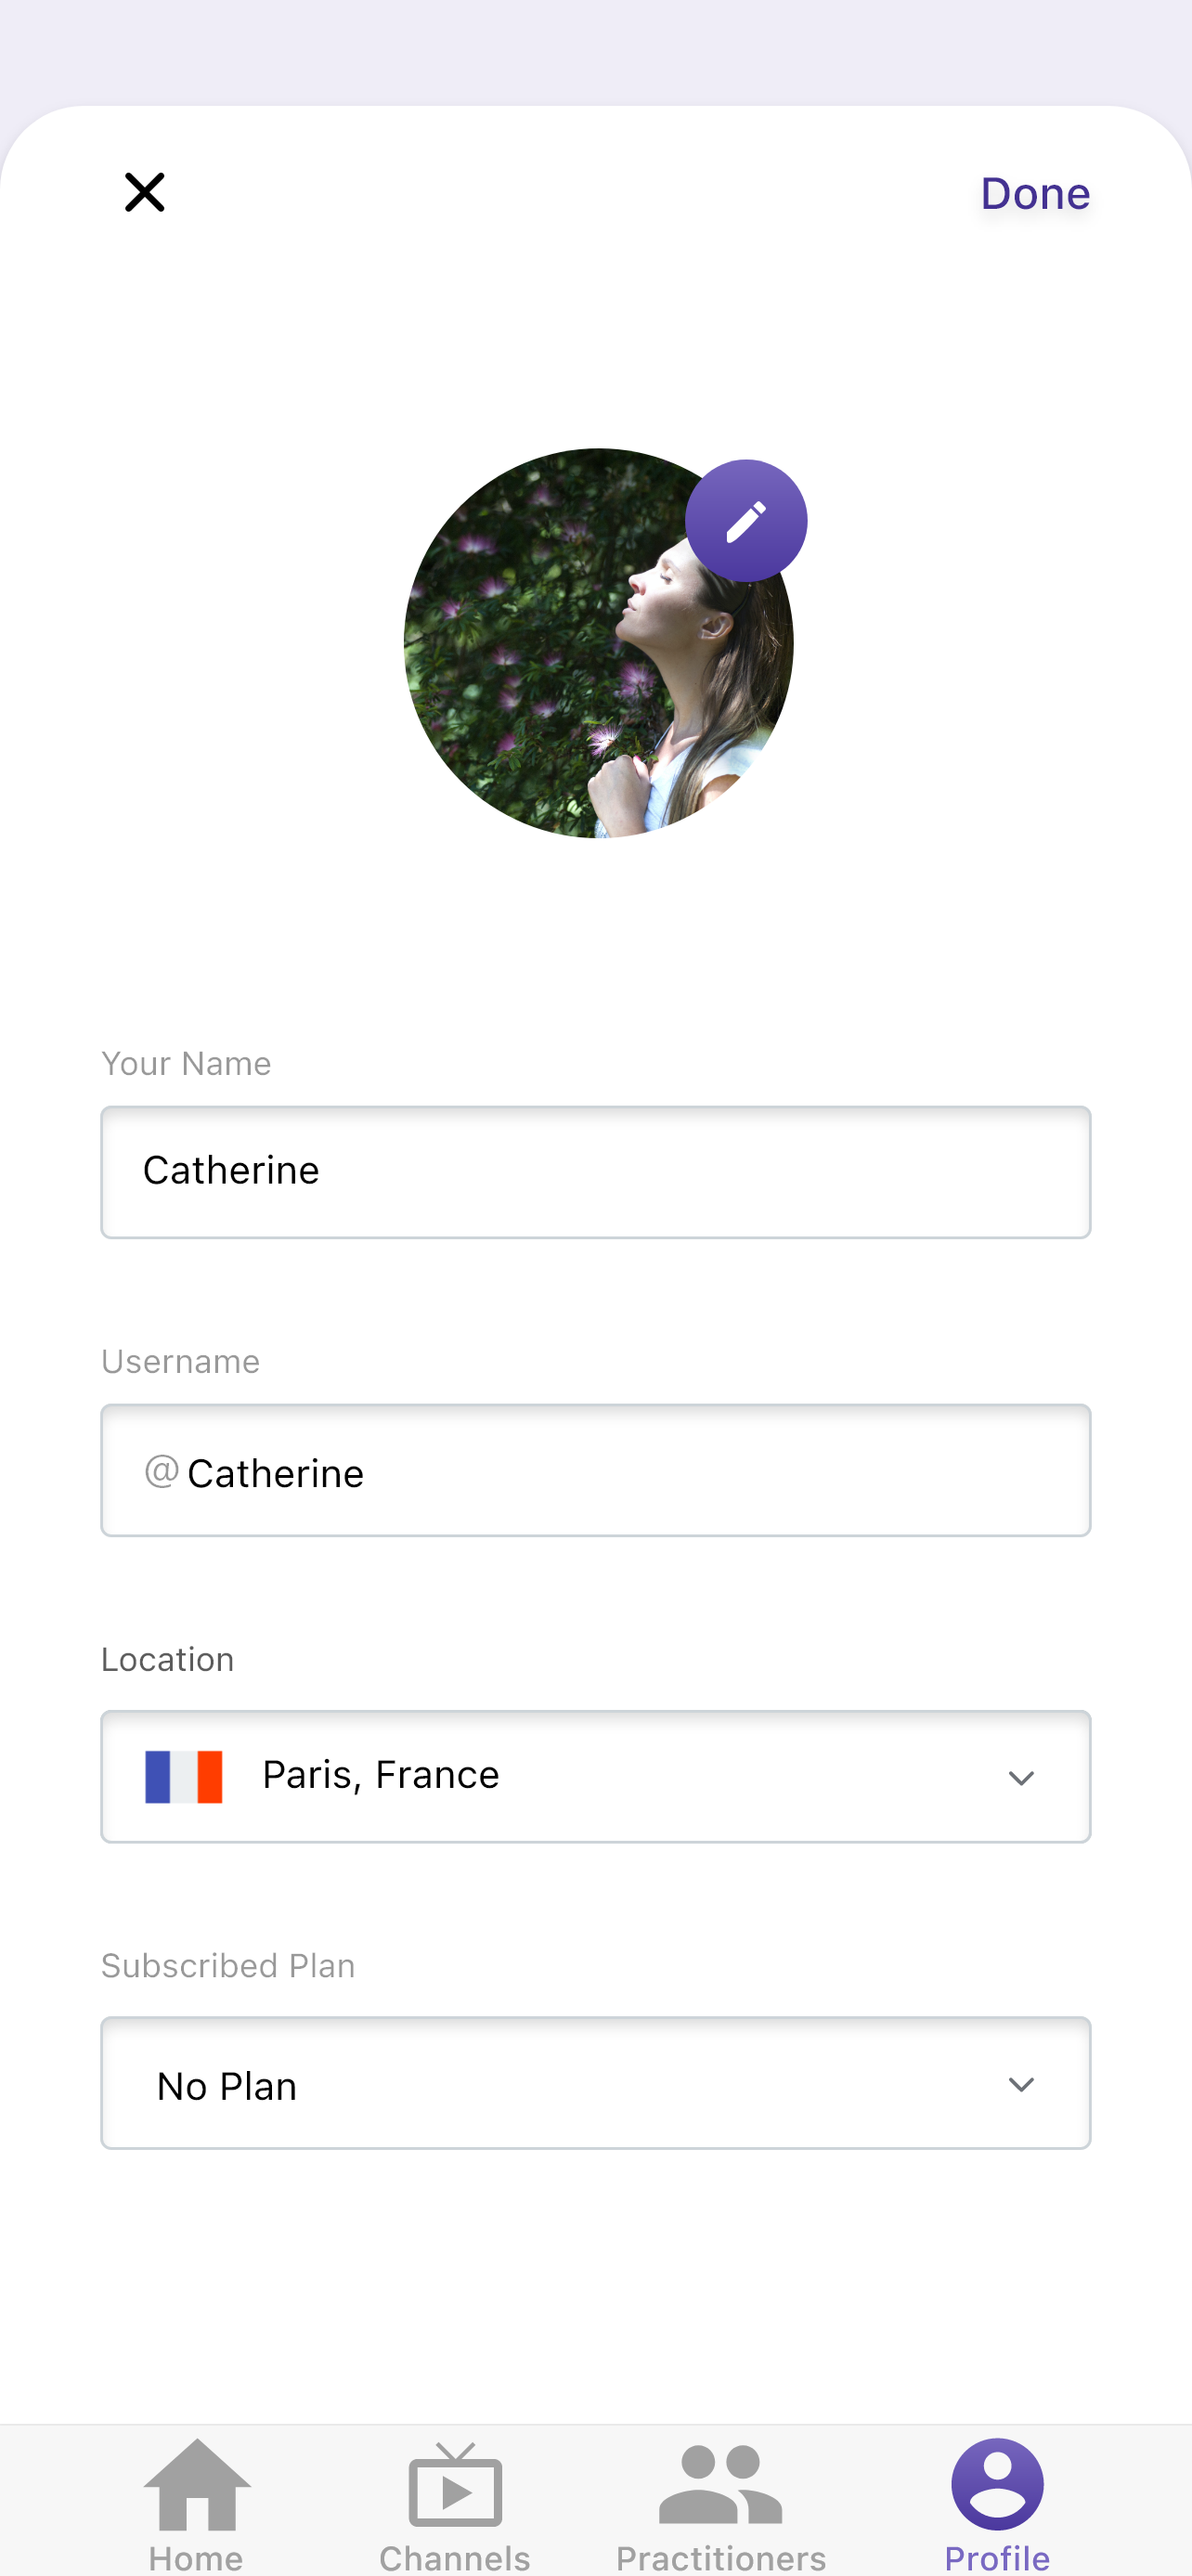 Done
Your Name
Catherine
Username
@Catherine
Location
Paris, France
Subscribed Plan
No Plan
Home Channels Practitioners Profile